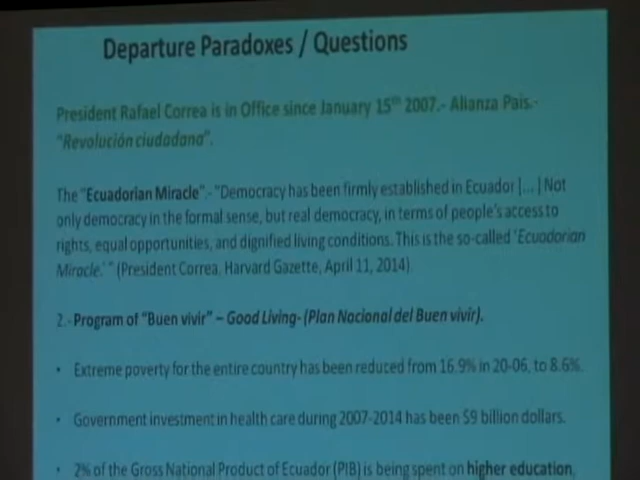 Departure Paradoxes / Questions
President Rafael Correa is in Office since January 15th 2007.- Alianza Pais.-
"Revolución ciudadana".
The "Ecuadorian Miracle".- "Democracy has been firmly established in Ecuador [...] Not
only democracy in the formal sense, but real democracy, in terms of people's access to
rights, equal opportunities, and dignified living conditions. This is the so-called 'Ecuadorian
Miracle.' " (President Correa, Harvard Gazette, April 11, 2014).
2.- Program of "Buen vivir" – Good Living- (Plan Nacional del Buen vivir).
• Extreme poverty for the entire country has been reduced from 16.9% in 20-06, to 8.6%.
• Government investment in health care during 2007-2014 has been $9 billion dollars.
• 2% of the Gross National Product of Ecuador (PIB) is being spent on higher education,